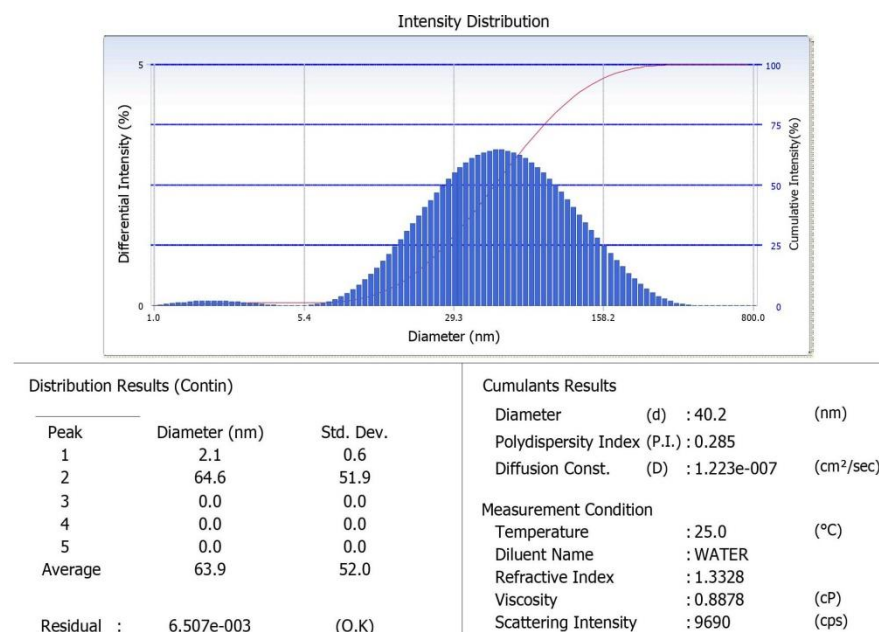 Intensity Distribution
5
100
75
50
25
0
0
Differential Intensity (%)
Cumulative Intensity(%)
1.0 5.4 29.3 158.2 800.0
Diameter (nm)
Distribution Results (Contin)
Peak Diameter (nm) Std. Dev.
1 2.1 0.6
2 64.6 51.9
3 0.0 0.0
4 0.0 0.0
5 0.0 0.0
Average 63.9 52.0
Residual : 6.507e-003 (O.K)
Cumulants Results
Diameter (d) : 40.2 (nm)
Polydispersity Index (P.I.) : 0.285
Diffusion Const. (D) : 1.223e-007 (cm²/sec)
Measurement Condition
Temperature : 25.0 (°C)
Diluent Name : WATER
Refractive Index : 1.3328
Viscosity : 0.8878 (cP)
Scattering Intensity : 9690 (cps)